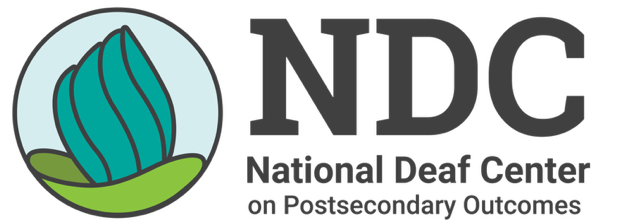 NDC
National Deaf Center
on Postsecondary Outcomes